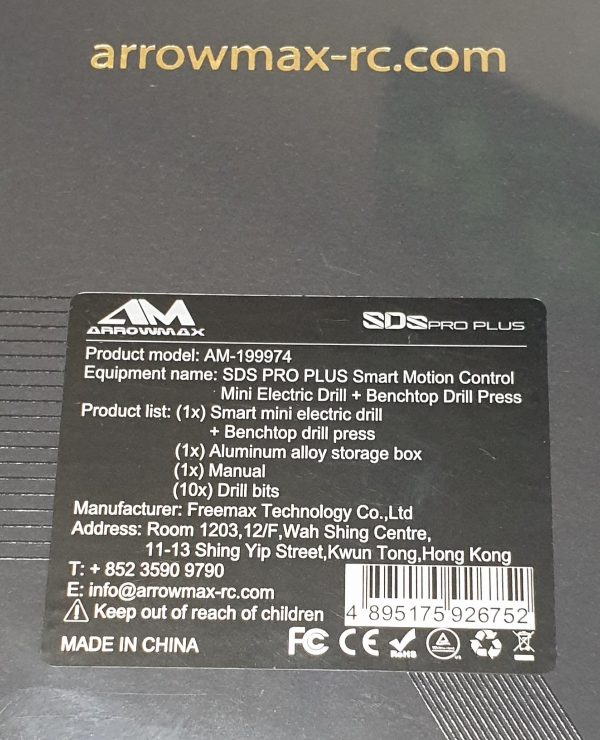 arrowmax-rc.com
AM
ARROWMAX
SDS PRO PLUS
Product model: AM-199974
Equipment name: SDS PRO PLUS Smart Motion Control
Mini Electric Drill + Benchtop Drill Press
Product list: (1x) Smart mini electric drill
+ Benchtop drill press
(1x) Aluminum alloy storage box
(1x) Manual
(10x) Drill bits
Manufacturer: Freemax Technology Co.,Ltd
Address: Room 1203,12/F,Wah Shing Centre,
11-13 Shing Yip Street,Kwun Tong,Hong Kong
T: + 852 3590 9790
E: info@arrowmax-rc.com
Keep out of reach of children
4 895175 926752
MADE IN CHINA
FC CE RoHS